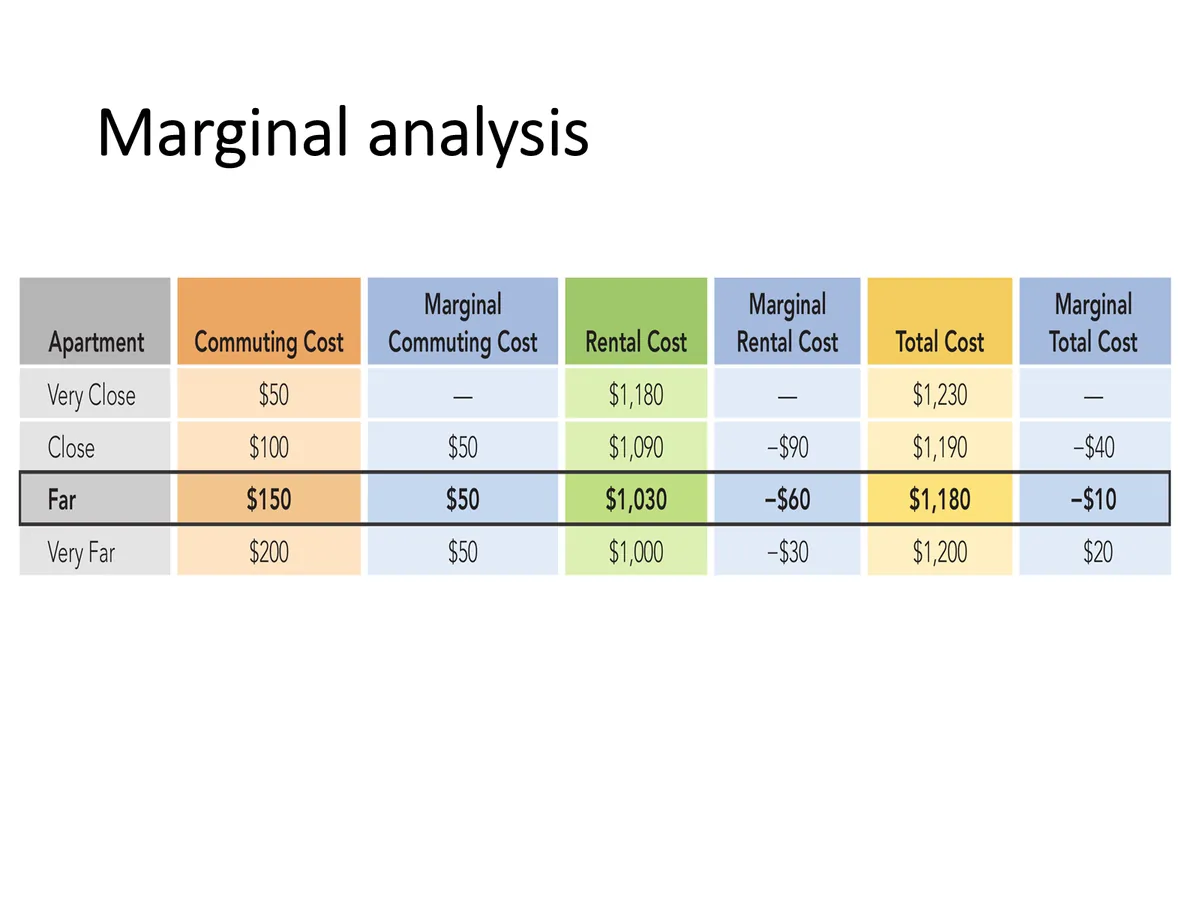 Marginal analysis
Apartment Commuting Cost Marginal Commuting Cost Rental Cost Marginal Rental Cost Total Cost Marginal Total Cost
Very Close $50 — $1,180 — $1,230 —
Close $100 $50 $1,090 −$90 $1,190 −$40
Far $150 $50 $1,030 −$60 $1,180 −$10
Very Far $200 $50 $1,000 −$30 $1,200 $20